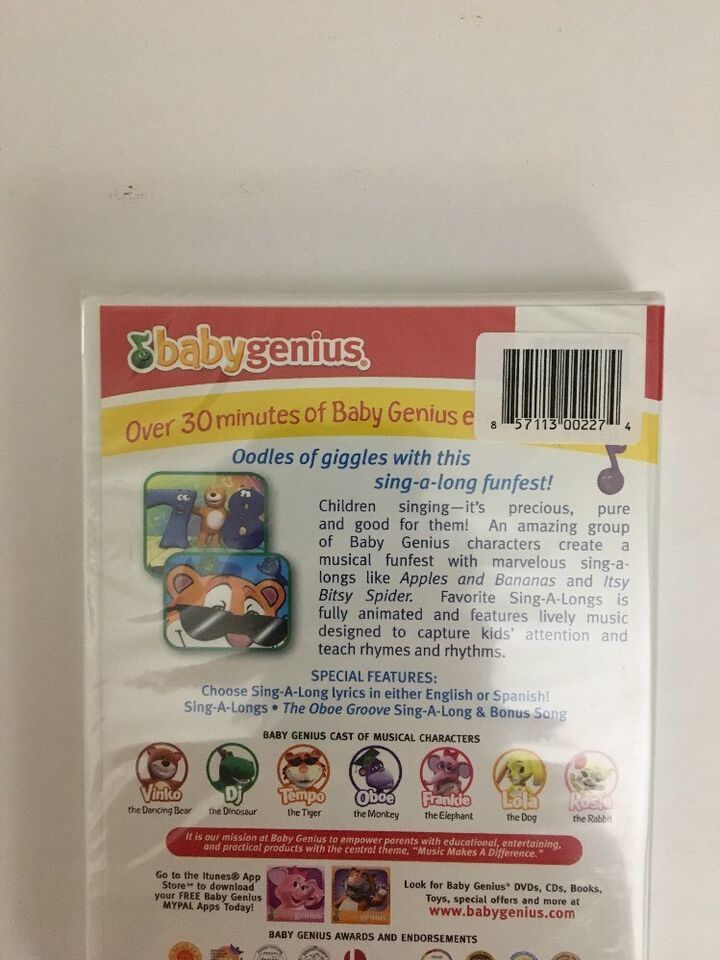 babygenius®
8 57113 00227 4
Over 30 minutes of Baby Genius e
Oodles of giggles with this
sing-a-long funfest!
Children singing—it's precious, pure
and good for them! An amazing group
of Baby Genius characters create a
musical funfest with marvelous sing-a-
longs like Apples and Bananas and Itsy
Bitsy Spider. Favorite Sing-A-Longs is
fully animated and features lively music
designed to capture kids' attention and
teach rhymes and rhythms.
7 8
SPECIAL FEATURES:
Choose Sing-A-Long lyrics in either English or Spanish!
Sing-A-Longs • The Oboe Groove Sing-A-Long & Bonus Song
BABY GENIUS CAST OF MUSICAL CHARACTERS
Vinko Dj Tempo Oboe Frankie Lola Rosie
the Dancing Bear the Dinosaur the Tiger the Monkey the Elephant the Dog the Rabbit
It is our mission at Baby Genius to empower parents with educational, entertaining,
and practical products with the central theme, "Music Makes A Difference."
Go to the Itunes® App
Store℠ to download
your FREE Baby Genius
MYPAL Apps Today!
genius genius
Look for Baby Genius® DVDs, CDs, Books,
Toys, special offers and more at
www.babygenius.com
BABY GENIUS AWARDS AND ENDORSEMENTS